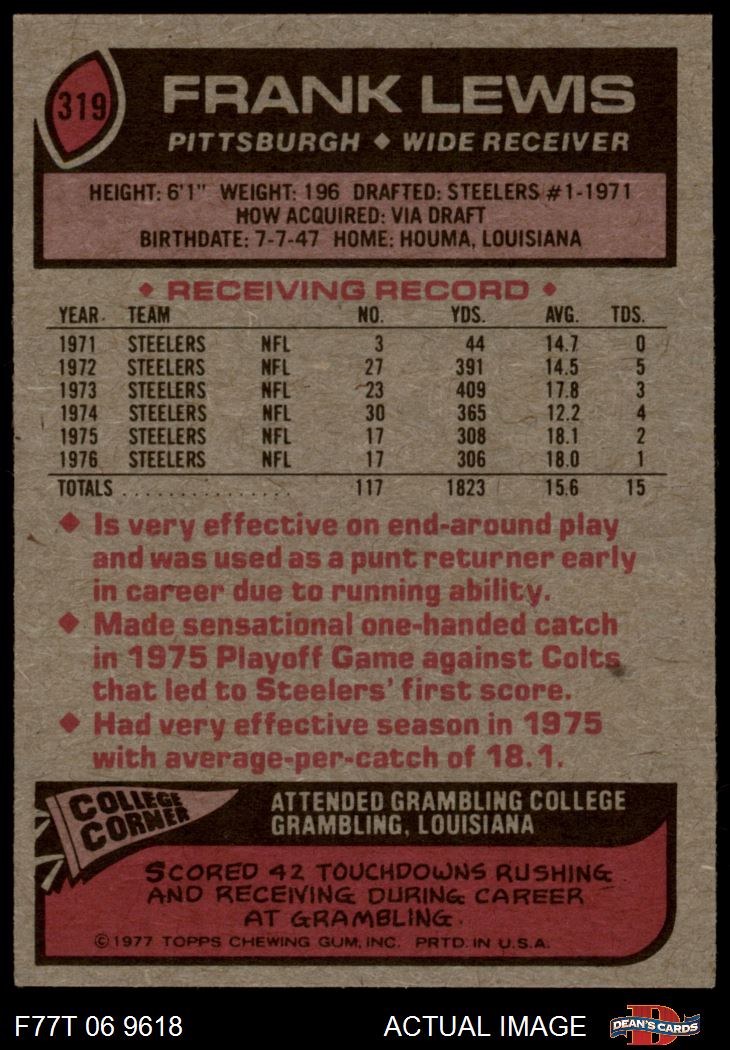 319
FRANK LEWIS
PITTSBURGH ◆ WIDE RECEIVER
HEIGHT: 6'1" WEIGHT: 196 DRAFTED: STEELERS #1-1971
HOW ACQUIRED: VIA DRAFT
BIRTHDATE: 7-7-47 HOME: HOUMA, LOUISIANA
◆ RECEIVING RECORD ◆
YEAR TEAM NO. YDS. AVG. TDS.
1971 STEELERS NFL 3 44 14.7 0
1972 STEELERS NFL 27 391 14.5 5
1973 STEELERS NFL 23 409 17.8 3
1974 STEELERS NFL 30 365 12.2 4
1975 STEELERS NFL 17 308 18.1 2
1976 STEELERS NFL 17 306 18.0 1
TOTALS ................ 117 1823 15.6 15
◆ Is very effective on end-around play
and was used as a punt returner early
in career due to running ability.
◆ Made sensational one-handed catch
in 1975 Playoff Game against Colts
that led to Steelers' first score.
◆ Had very effective season in 1975
with average-per-catch of 18.1.
COLLEGE
CORNER
ATTENDED GRAMBLING COLLEGE
GRAMBLING, LOUISIANA
SCORED 42 TOUCHDOWNS RUSHING
AND RECEIVING DURING CAREER
AT GRAMBLING.
©1977 TOPPS CHEWING GUM, INC. PRTD. IN U.S.A.
F77T 06 9618 ACTUAL IMAGE
D
DEAN'S CARDS